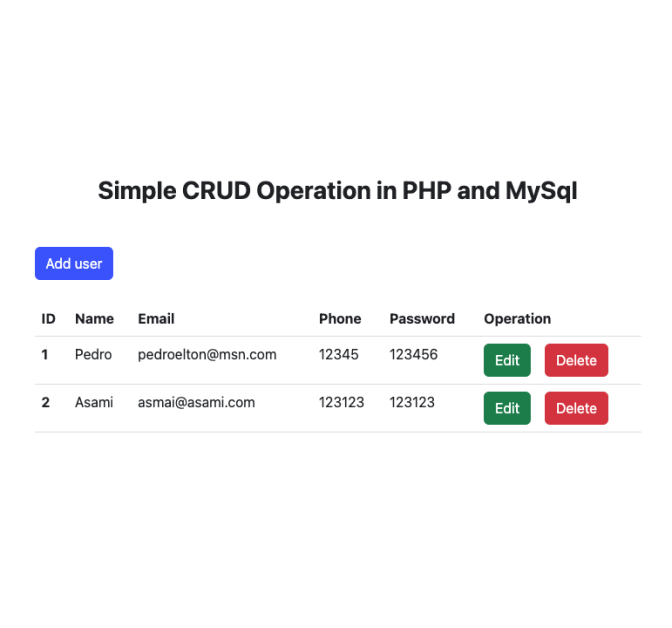 Simple CRUD Operation in PHP and MySql
Add user
ID Name Email Phone Password Operation
1 Pedro pedroelton@msn.com 12345 123456 Edit Delete
2 Asami asmai@asami.com 123123 123123 Edit Delete